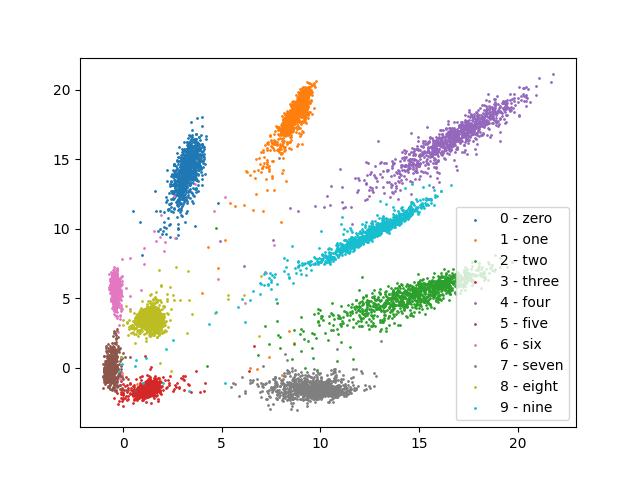 20
15
10
5
0
0 - zero
1 - one
2 - two
3 - three
4 - four
5 - five
6 - six
7 - seven
8 - eight
9 - nine
0 5 10 15 20